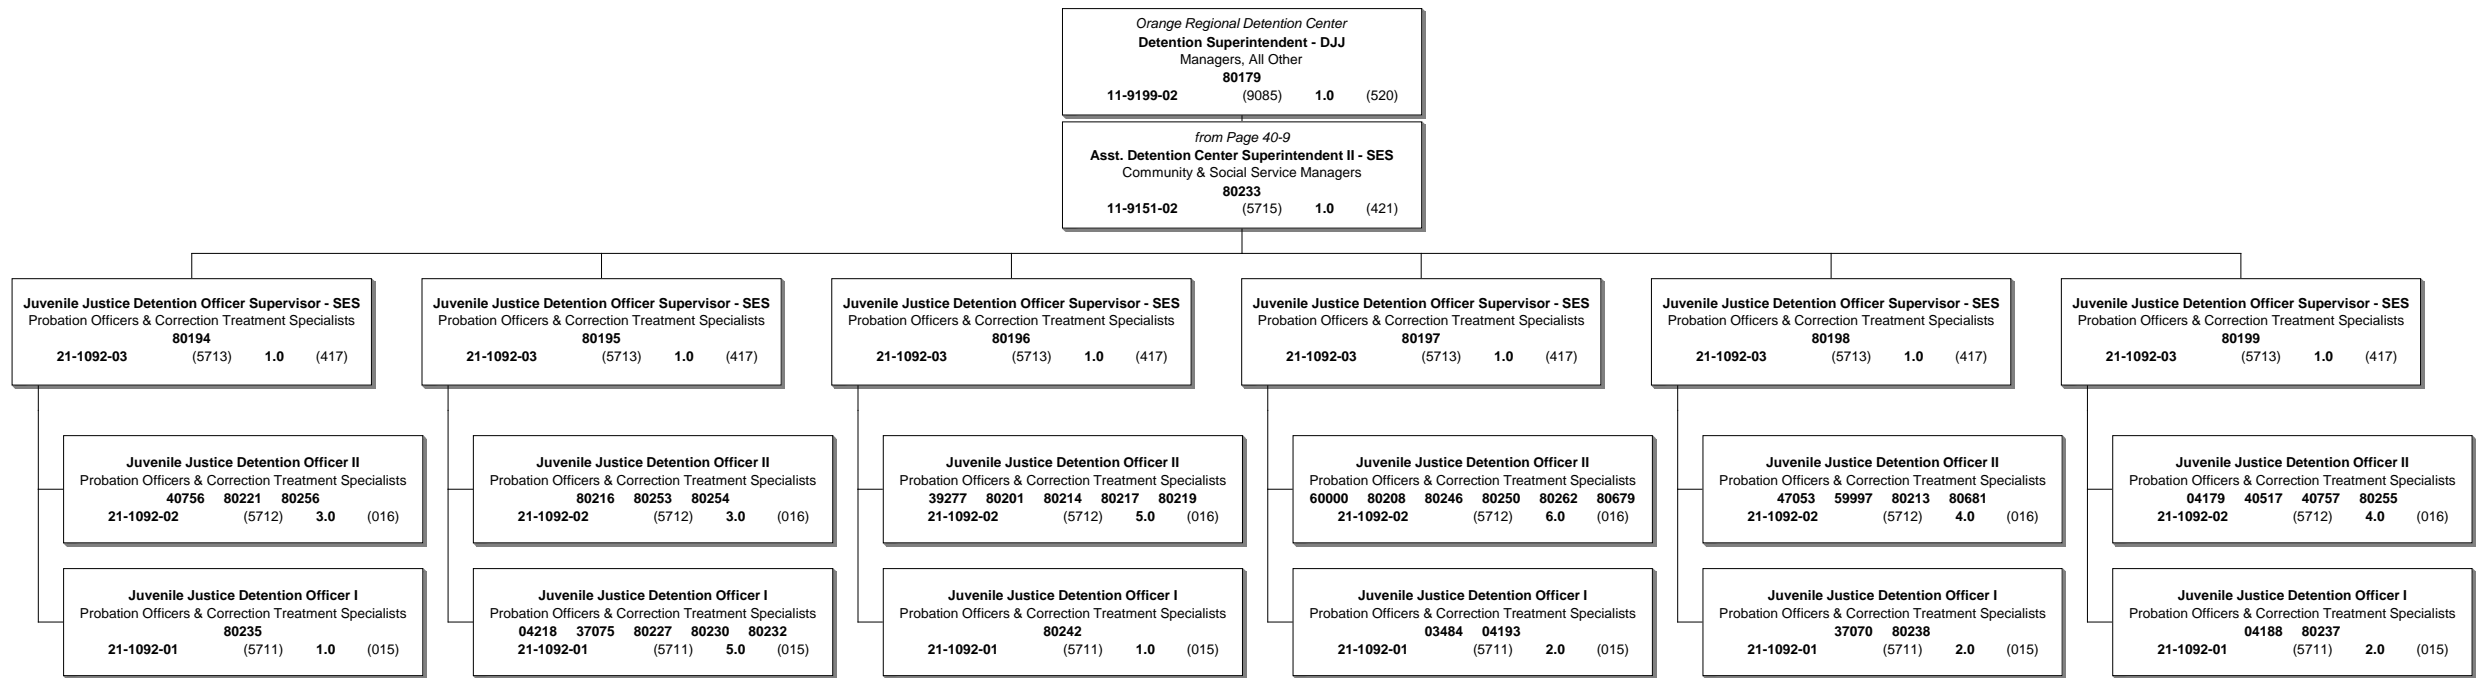 Orange Regional Detention Center
Detention Superintendent - DJJ
Managers, All Other
80179
11-9199-02 (9085) 1.0 (520)
from Page 40-9
Asst. Detention Center Superintendent II - SES
Community & Social Service Managers
80233
11-9151-02 (5715) 1.0 (421)
Juvenile Justice Detention Officer Supervisor - SES
Probation Officers & Correction Treatment Specialists
80194
21-1092-03 (5713) 1.0 (417)
Juvenile Justice Detention Officer II
Probation Officers & Correction Treatment Specialists
40756 80221 80256
21-1092-02 (5712) 3.0 (016)
Juvenile Justice Detention Officer I
Probation Officers & Correction Treatment Specialists
80235
21-1092-01 (5711) 1.0 (015)
Juvenile Justice Detention Officer Supervisor - SES
Probation Officers & Correction Treatment Specialists
80195
21-1092-03 (5713) 1.0 (417)
Juvenile Justice Detention Officer II
Probation Officers & Correction Treatment Specialists
80216 80253 80254
21-1092-02 (5712) 3.0 (016)
Juvenile Justice Detention Officer I
Probation Officers & Correction Treatment Specialists
04218 37075 80227 80230 80232
21-1092-01 (5711) 5.0 (015)
Juvenile Justice Detention Officer Supervisor - SES
Probation Officers & Correction Treatment Specialists
80196
21-1092-03 (5713) 1.0 (417)
Juvenile Justice Detention Officer II
Probation Officers & Correction Treatment Specialists
39277 80201 80214 80217 80219
21-1092-02 (5712) 5.0 (016)
Juvenile Justice Detention Officer I
Probation Officers & Correction Treatment Specialists
80242
21-1092-01 (5711) 1.0 (015)
Juvenile Justice Detention Officer Supervisor - SES
Probation Officers & Correction Treatment Specialists
80197
21-1092-03 (5713) 1.0 (417)
Juvenile Justice Detention Officer II
Probation Officers & Correction Treatment Specialists
60000 80208 80246 80250 80262 80679
21-1092-02 (5712) 6.0 (016)
Juvenile Justice Detention Officer I
Probation Officers & Correction Treatment Specialists
03484 04193
21-1092-01 (5711) 2.0 (015)
Juvenile Justice Detention Officer Supervisor - SES
Probation Officers & Correction Treatment Specialists
80198
21-1092-03 (5713) 1.0 (417)
Juvenile Justice Detention Officer II
Probation Officers & Correction Treatment Specialists
47053 59997 80213 80681
21-1092-02 (5712) 4.0 (016)
Juvenile Justice Detention Officer I
Probation Officers & Correction Treatment Specialists
37070 80238
21-1092-01 (5711) 2.0 (015)
Juvenile Justice Detention Officer Supervisor - SES
Probation Officers & Correction Treatment Specialists
80199
21-1092-03 (5713) 1.0 (417)
Juvenile Justice Detention Officer II
Probation Officers & Correction Treatment Specialists
04179 40517 40757 80255
21-1092-02 (5712) 4.0 (016)
Juvenile Justice Detention Officer I
Probation Officers & Correction Treatment Specialists
04188 80237
21-1092-01 (5711) 2.0 (015)